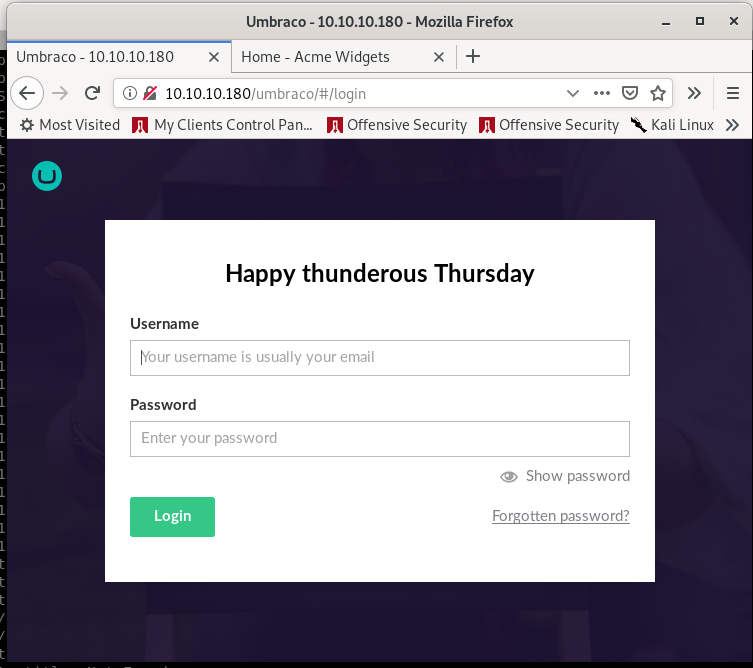 Umbraco - 10.10.10.180 - Mozilla Firefox
Umbraco - 10.10.10.180
Home - Acme Widgets
10.10.10.180/umbraco/#/login
Most Visited
My Clients Control Pan...
Offensive Security
Offensive Security
Kali Linux
Happy thunderous Thursday
Username
Your username is usually your email
Password
Enter your password
Show password
Login
Forgotten password?